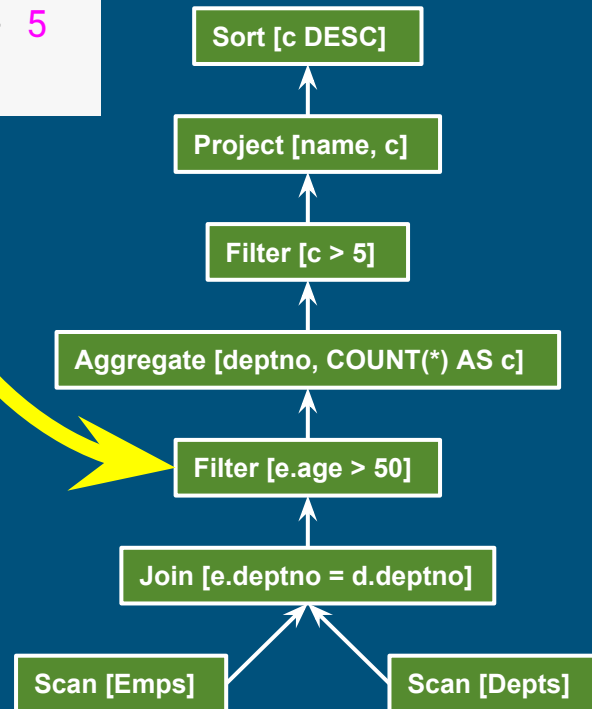 5
Sort [c DESC]
Project [name, c]
Filter [c > 5]
Aggregate [deptno, COUNT(*) AS c]
Filter [e.age > 50]
Join [e.deptno = d.deptno]
Scan [Emps]
Scan [Depts]